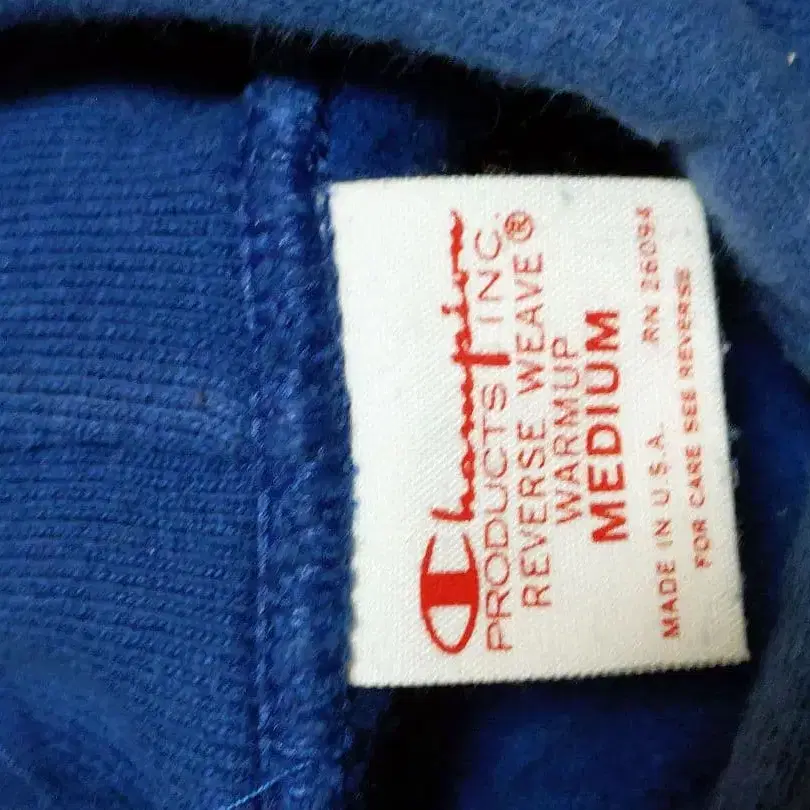 Champion
PRODUCTS INC.
REVERSE WEAVE®
WARMUP
MEDIUM
MADE IN U.S.A. RN 26094
FOR CARE SEE REVERSE